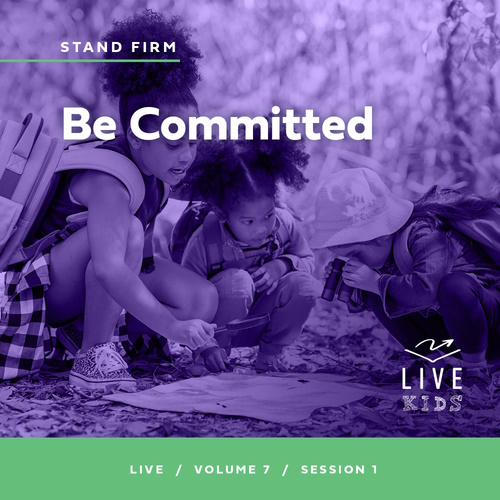 STAND FIRM
Be Committed
LIVE
KIDS
LIVE / VOLUME 7 / SESSION 1